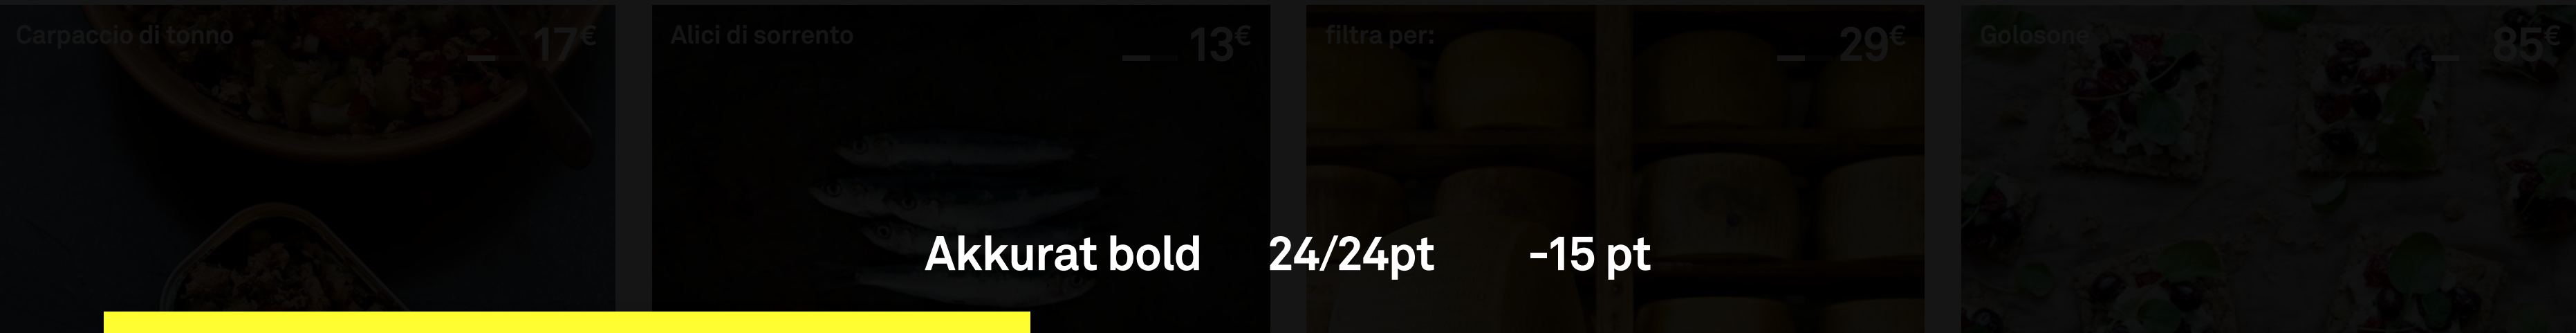 Carpaccio di tonno 17€
Alici di sorrento 13€
filtra per: 29€
Golosone 85€
Akkurat bold 24/24pt -15 pt